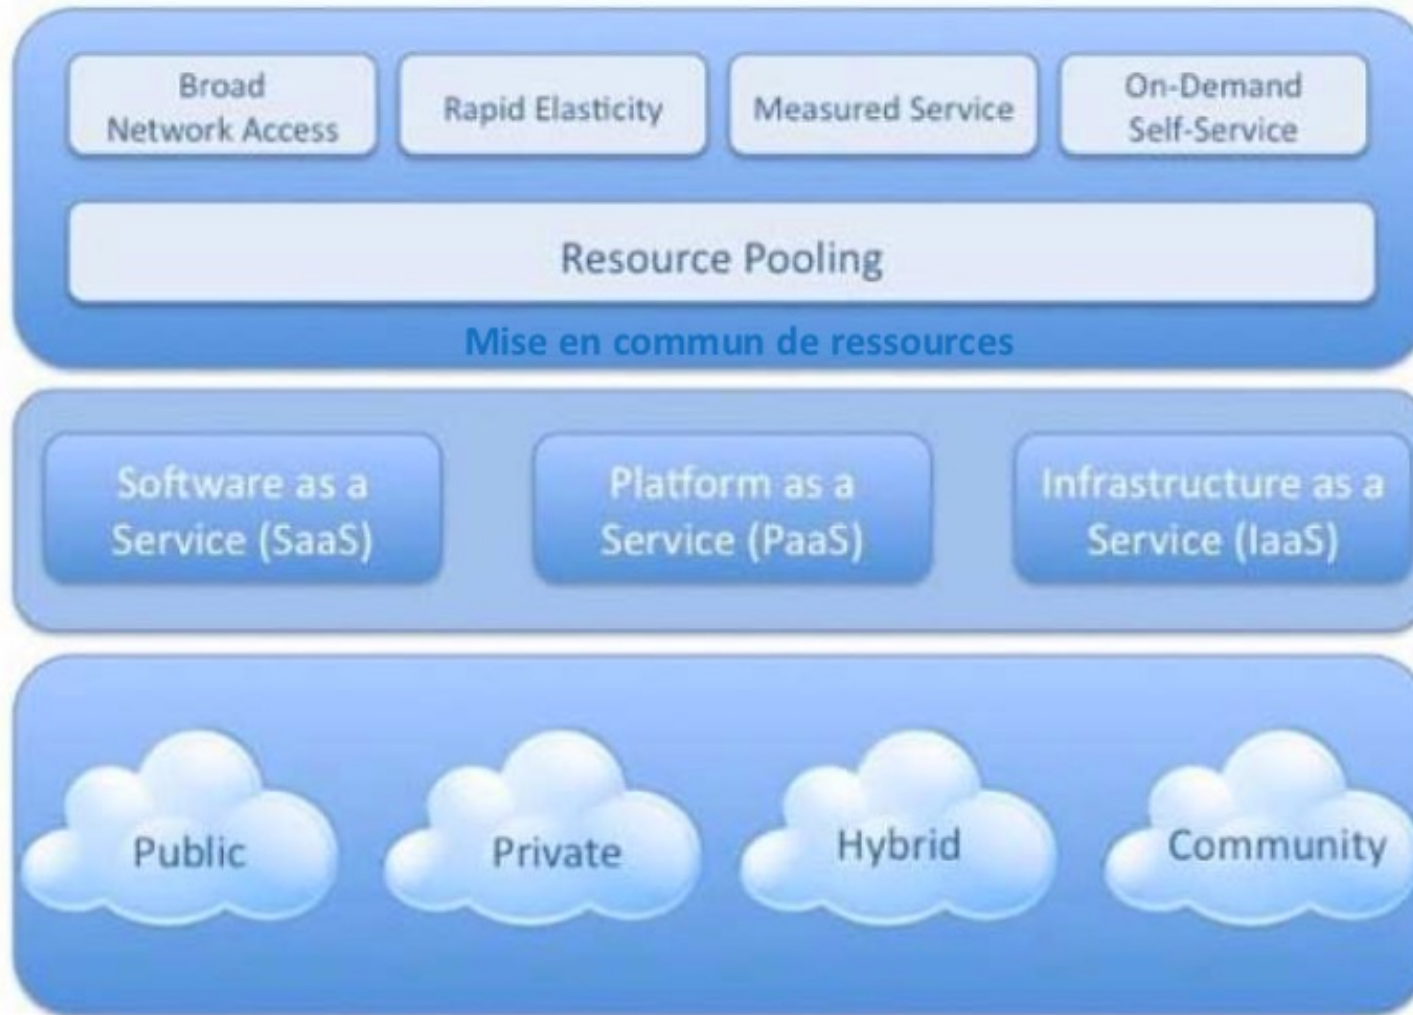 Broad
Network Access
Rapid Elasticity
Measured Service
On-Demand
Self-Service
Resource Pooling
Mise en commun de ressources
Software as a
Service (SaaS)
Platform as a
Service (PaaS)
Infrastructure as a
Service (IaaS)
Public
Private
Hybrid
Community